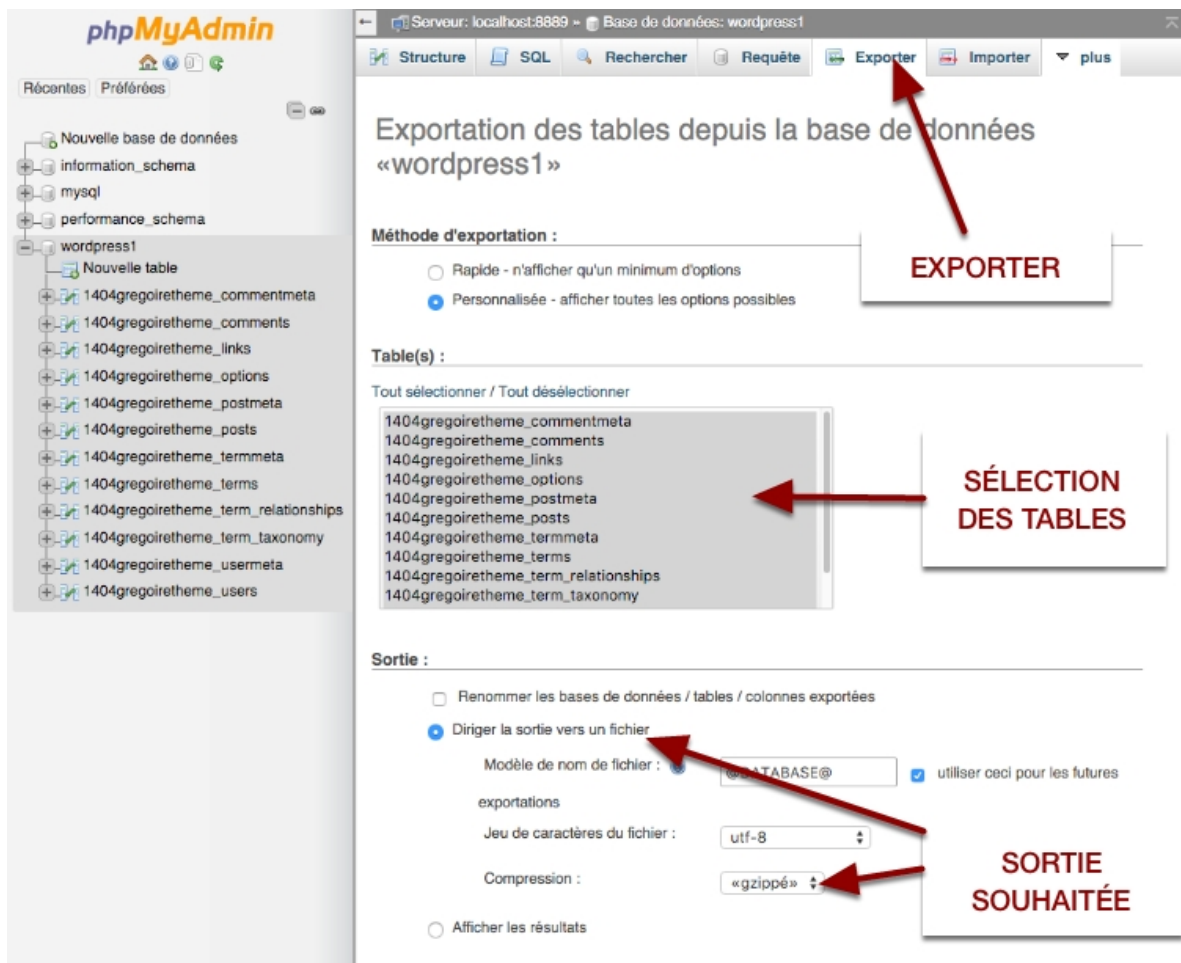 phpMyAdmin
Récentes Préférées
Nouvelle base de données
information_schema
mysql
performance_schema
wordpress1
Nouvelle table
1404gregoiretheme_commentmeta
1404gregoiretheme_comments
1404gregoiretheme_links
1404gregoiretheme_options
1404gregoiretheme_postmeta
1404gregoiretheme_posts
1404gregoiretheme_termmeta
1404gregoiretheme_terms
1404gregoiretheme_term_relationships
1404gregoiretheme_term_taxonomy
1404gregoiretheme_usermeta
1404gregoiretheme_users
Serveur: localhost:8889 » Base de données: wordpress1
Structure SQL Rechercher Requête Exporter Importer plus
Exportation des tables depuis la base de données
«wordpress1»
Méthode d'exportation :
Rapide - n'afficher qu'un minimum d'options
Personnalisée - afficher toutes les options possibles
EXPORTER
Table(s) :
Tout sélectionner / Tout désélectionner
1404gregoiretheme_commentmeta
1404gregoiretheme_comments
1404gregoiretheme_links
1404gregoiretheme_options
1404gregoiretheme_postmeta
1404gregoiretheme_posts
1404gregoiretheme_termmeta
1404gregoiretheme_terms
1404gregoiretheme_term_relationships
1404gregoiretheme_term_taxonomy
SÉLECTION
DES TABLES
Sortie :
Renommer les bases de données / tables / colonnes exportées
Diriger la sortie vers un fichier
Modèle de nom de fichier : @DATABASE@ utiliser ceci pour les futures
exportations
Jeu de caractères du fichier : utf-8
Compression : «gzippé»
SORTIE
SOUHAITÉE
Afficher les résultats